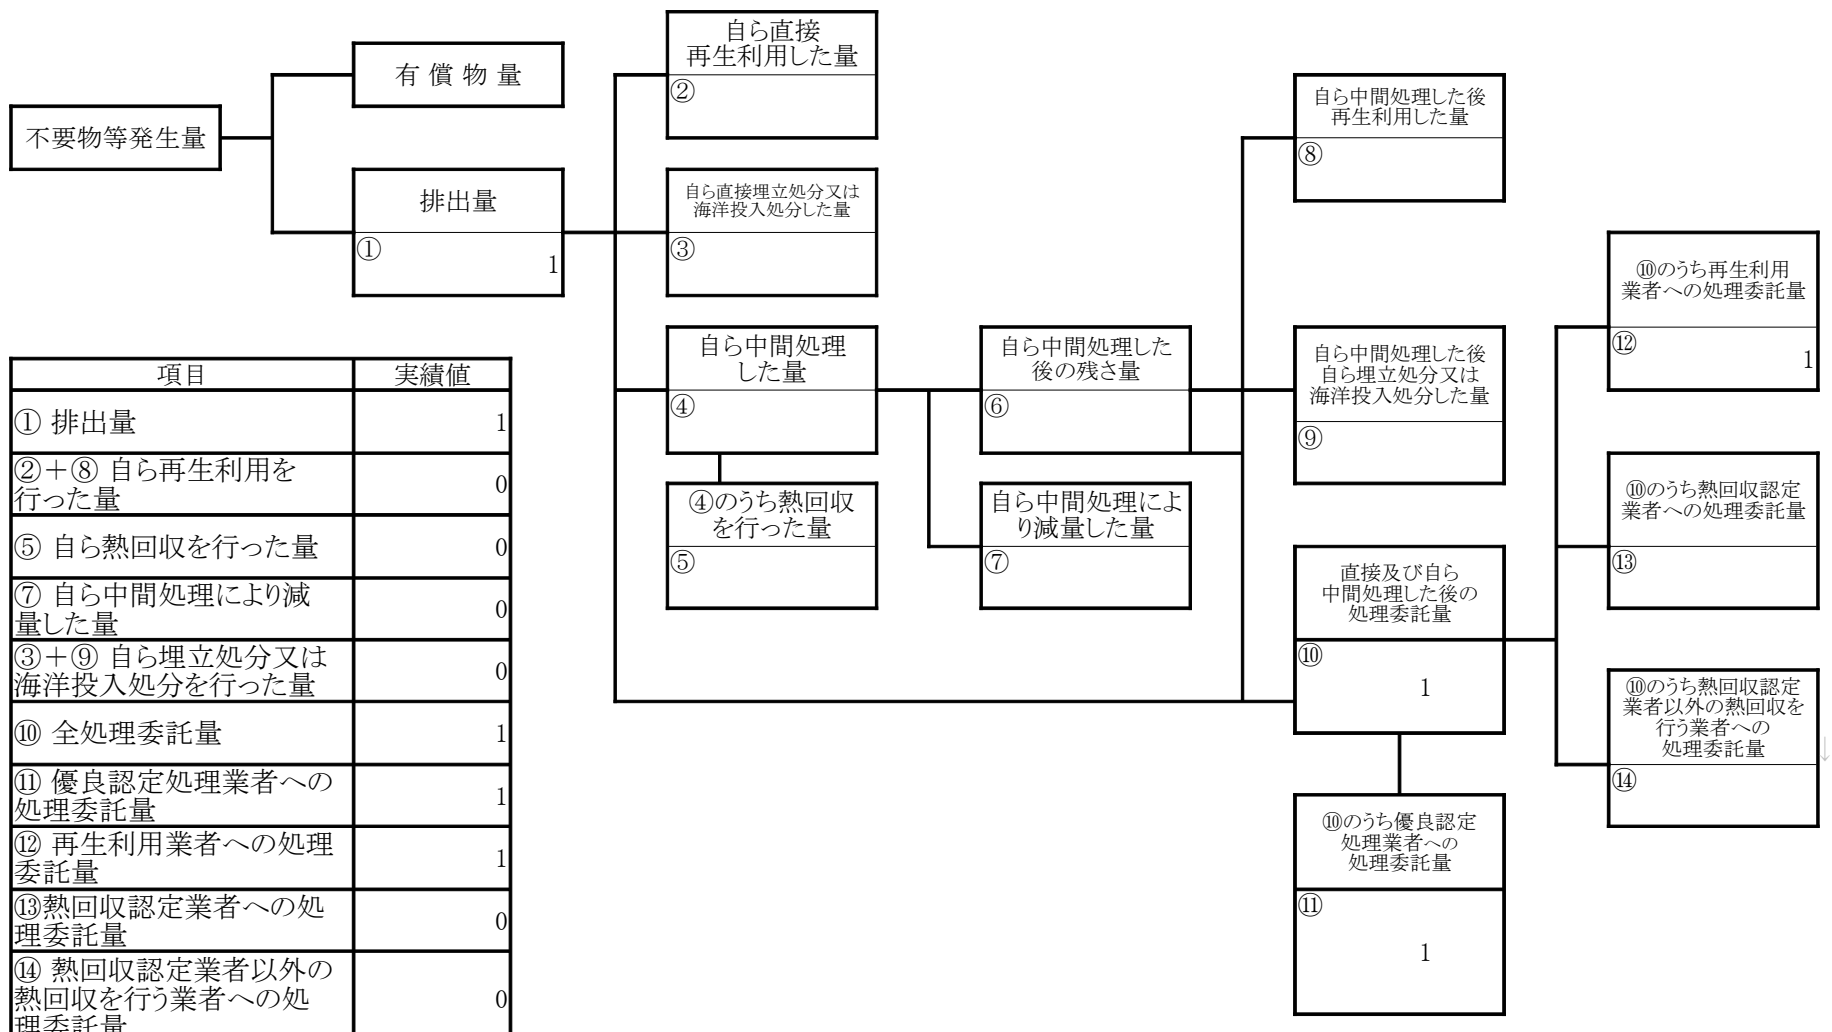 不要物等発生量
有 償 物 量
排出量
①
1
自ら直接
再生利用した量
②
自ら直接埋立処分又は
海洋投入処分した量
③
自ら中間処理
した量
④
④のうち熱回収
を行った量
⑤
自ら中間処理した
後の残さ量
⑥
自ら中間処理によ
り減量した量
⑦
自ら中間処理した後
再生利用した量
⑧
自ら中間処理した後
自ら埋立処分又は
海洋投入処分した量
⑨
直接及び自ら
中間処理した後の
処理委託量
⑩
1
⑩のうち優良認定
処理業者への
処理委託量
⑪
1
⑩のうち再生利用
業者への処理委託量
⑫
1
⑩のうち熱回収認定
業者への処理委託量
⑬
⑩のうち熱回収認定
業者以外の熱回収を
行う業者への
処理委託量
⑭
↓
項目 実績値
① 排出量 1
②＋⑧ 自ら再生利用を
行った量 0
⑤ 自ら熱回収を行った量 0
⑦ 自ら中間処理により減
量した量 0
③＋⑨ 自ら埋立処分又は
海洋投入処分を行った量 0
⑩ 全処理委託量 1
⑪ 優良認定処理業者への
処理委託量 1
⑫ 再生利用業者への処理
委託量 1
⑬熱回収認定業者への処
理委託量 0
⑭ 熱回収認定業者以外の
熱回収を行う業者への処 0
理委託量